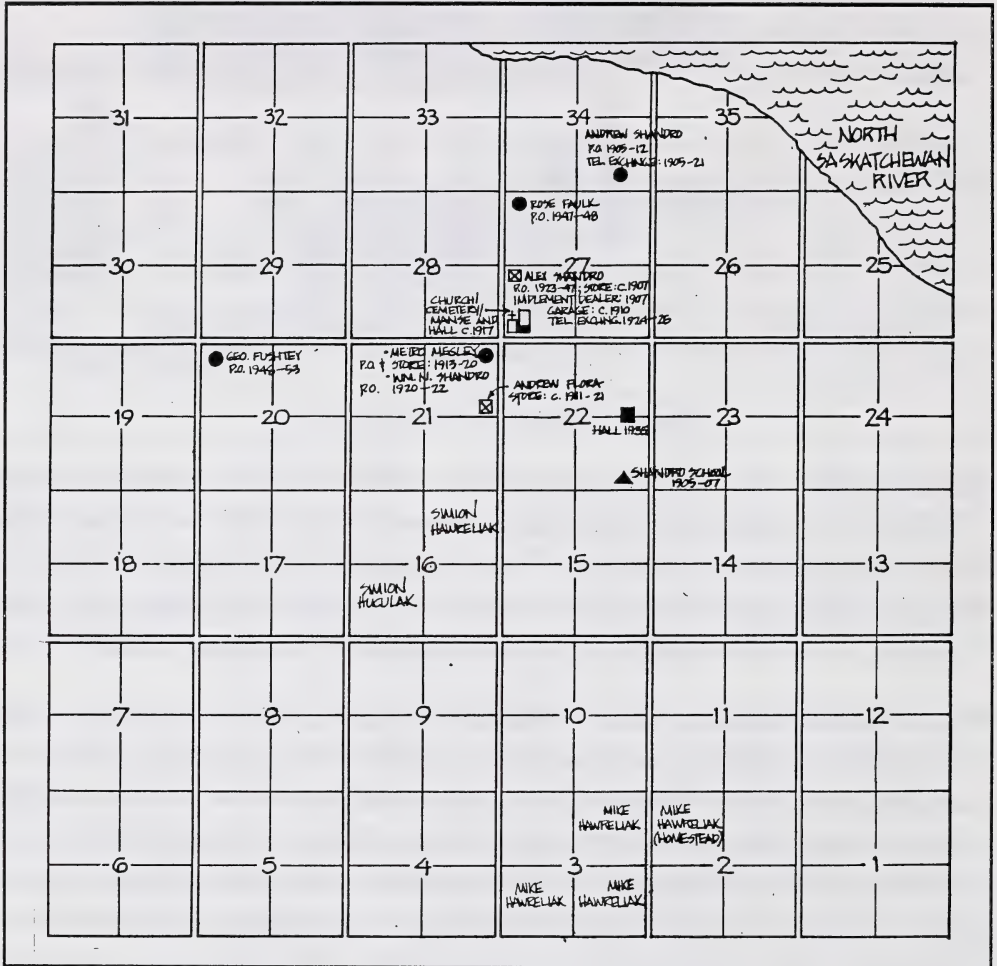 31
32
33
34
35
ANDREW SHANDRO
P.O. 1905-12
TEL. EXCHNGE: 1905-21
NORTH
SASKATCHEWAN
RIVER
ROSE FAULK
P.O. 1947-48
30
29
28
27
26
25
ALEX SHANDRO
P.O. 1923-47; STORE: C.1907
IMPLEMENT DEALER 1907
GARAGE: C. 1910
TEL. EXCHNG. 1924-26
CHURCH/
CEMETERY/
MANSE AND
HALL C.1917
GEO. FUSHTEY
P.O. 1948-53
• METRO MESLEY
P.O. & STORE: 1913-20
• WM. N. SHANDRO
P.O. 1920-22
ANDREW FLORA
STORE: C. 1911-21
19
20
21
22
23
24
HALL 1935
SHANDRO SCHOOL
1905-07
SIMION
HAWRELIAK
18
17
16
15
14
13
SIMION
HUCULAK
7
8
9
10
11
12
MIKE
HAWRELIAK
MIKE
HAWRELIAK
(HOMESTEAD)
6
5
4
3
2
1
MIKE
HAWRELIAK
MIKE
HAWRELIAK